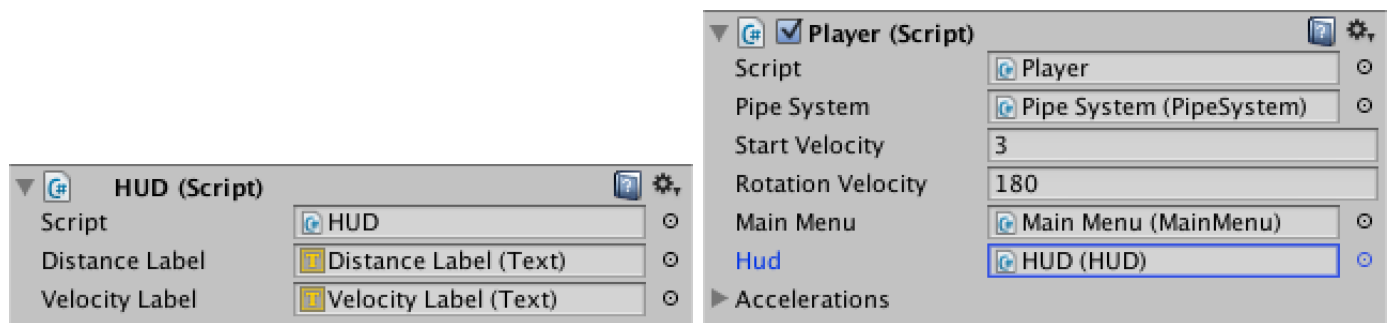 HUD (Script)
Script HUD
Distance Label Distance Label (Text)
Velocity Label Velocity Label (Text)
Player (Script)
Script Player
Pipe System Pipe System (PipeSystem)
Start Velocity 3
Rotation Velocity 180
Main Menu Main Menu (MainMenu)
Hud HUD (HUD)
Accelerations